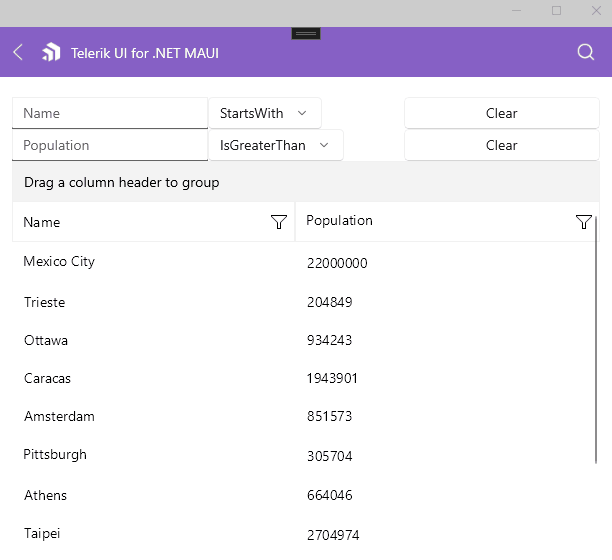 Telerik UI for .NET MAUI
Name StartsWith Clear
Population IsGreaterThan Clear
Drag a column header to group
Name Population
Mexico City 22000000
Trieste 204849
Ottawa 934243
Caracas 1943901
Amsterdam 851573
Pittsburgh 305704
Athens 664046
Taipei 2704974